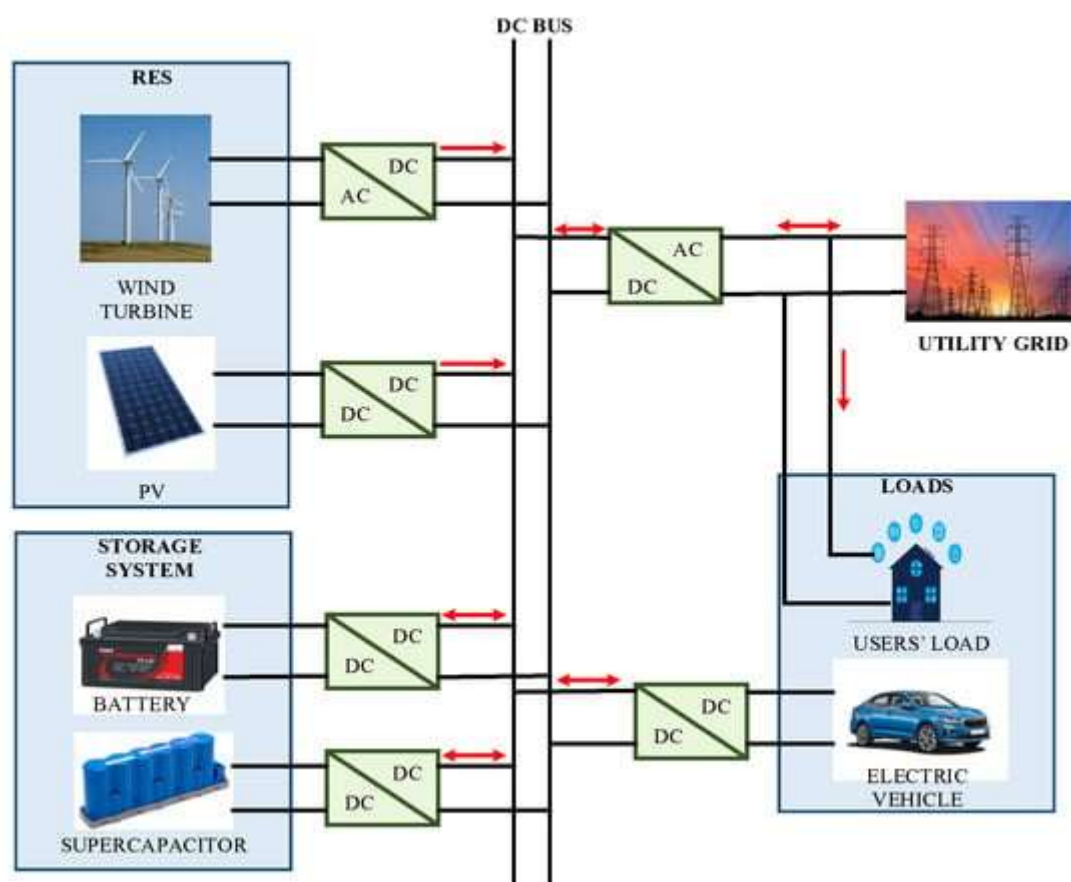 DC BUS
RES
WIND
TURBINE
DC
AC
PV
DC
DC
AC
DC
UTILITY GRID
STORAGE
SYSTEM
BATTERY
DC
DC
SUPERCAPACITOR
DC
DC
LOADS
USERS' LOAD
DC
DC
ELECTRIC
VEHICLE